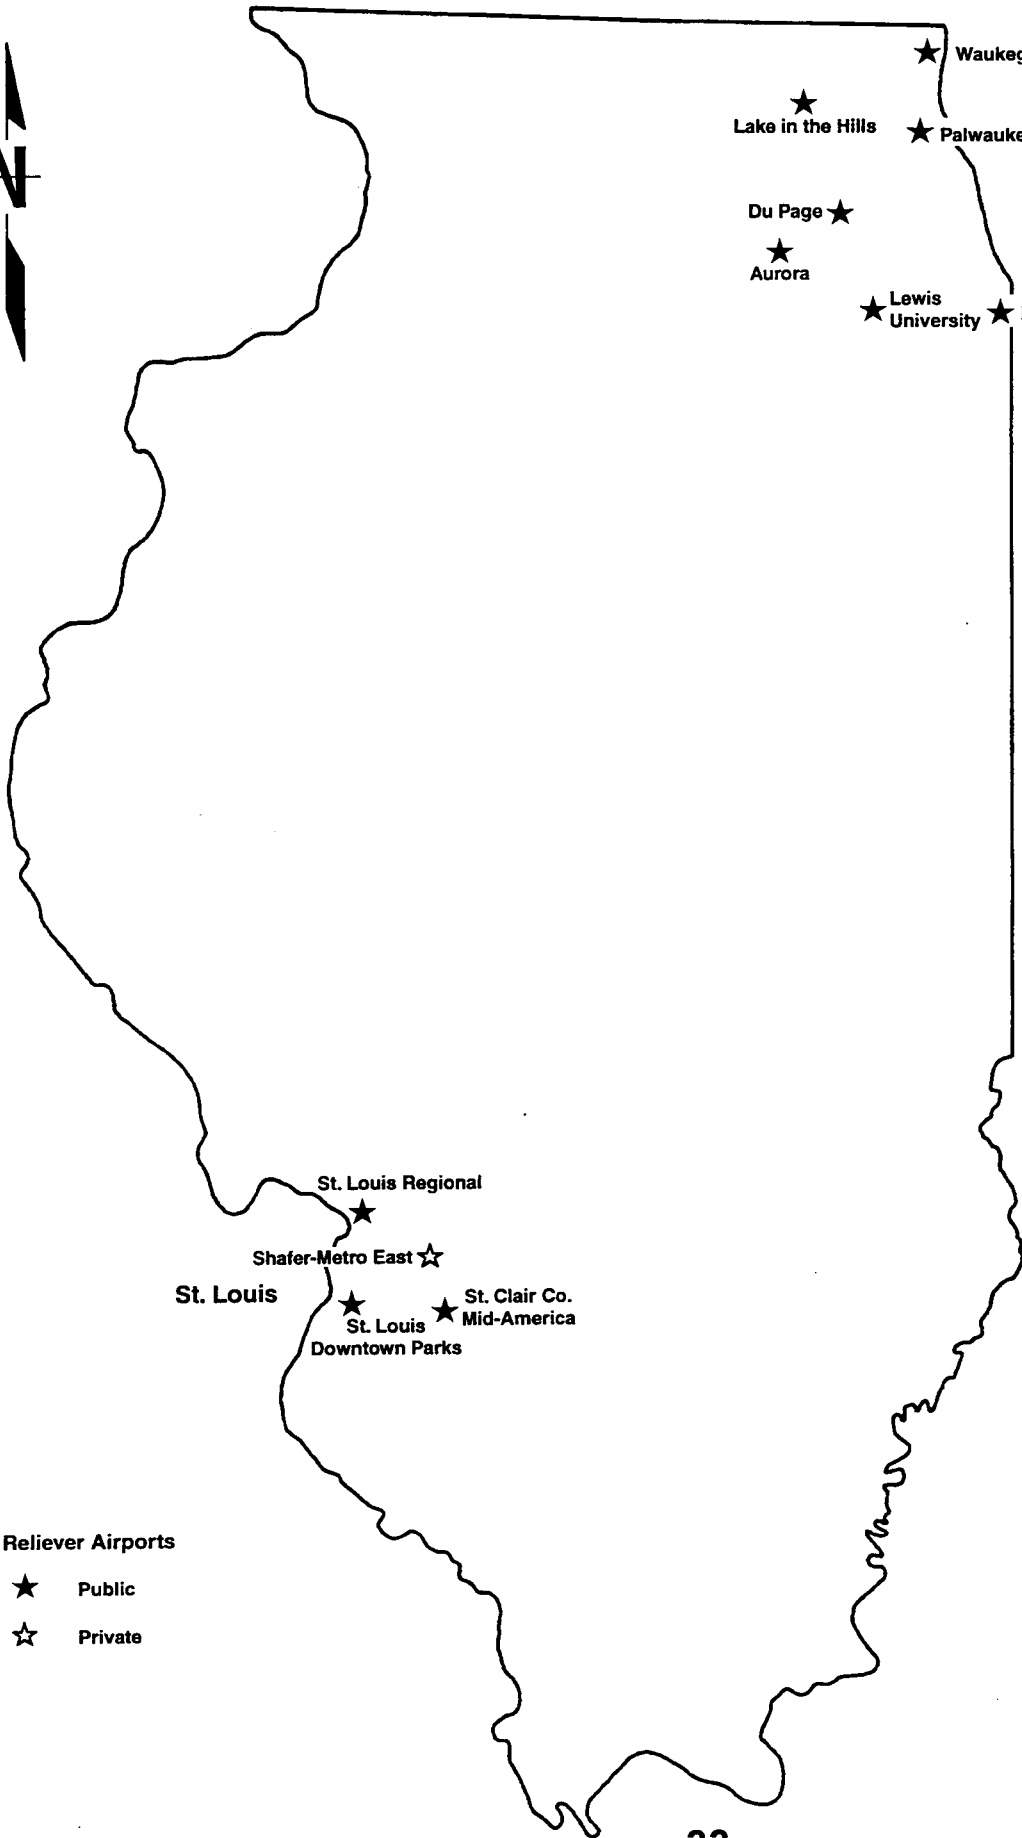 Waukeg
Lake in the Hills
Palwauke
Du Page
Aurora
Lewis
University
N
St. Louis Regional
Shafer-Metro East
St. Louis
St. Clair Co.
Mid-America
St. Louis
Downtown Parks
Reliever Airports
Public
Private